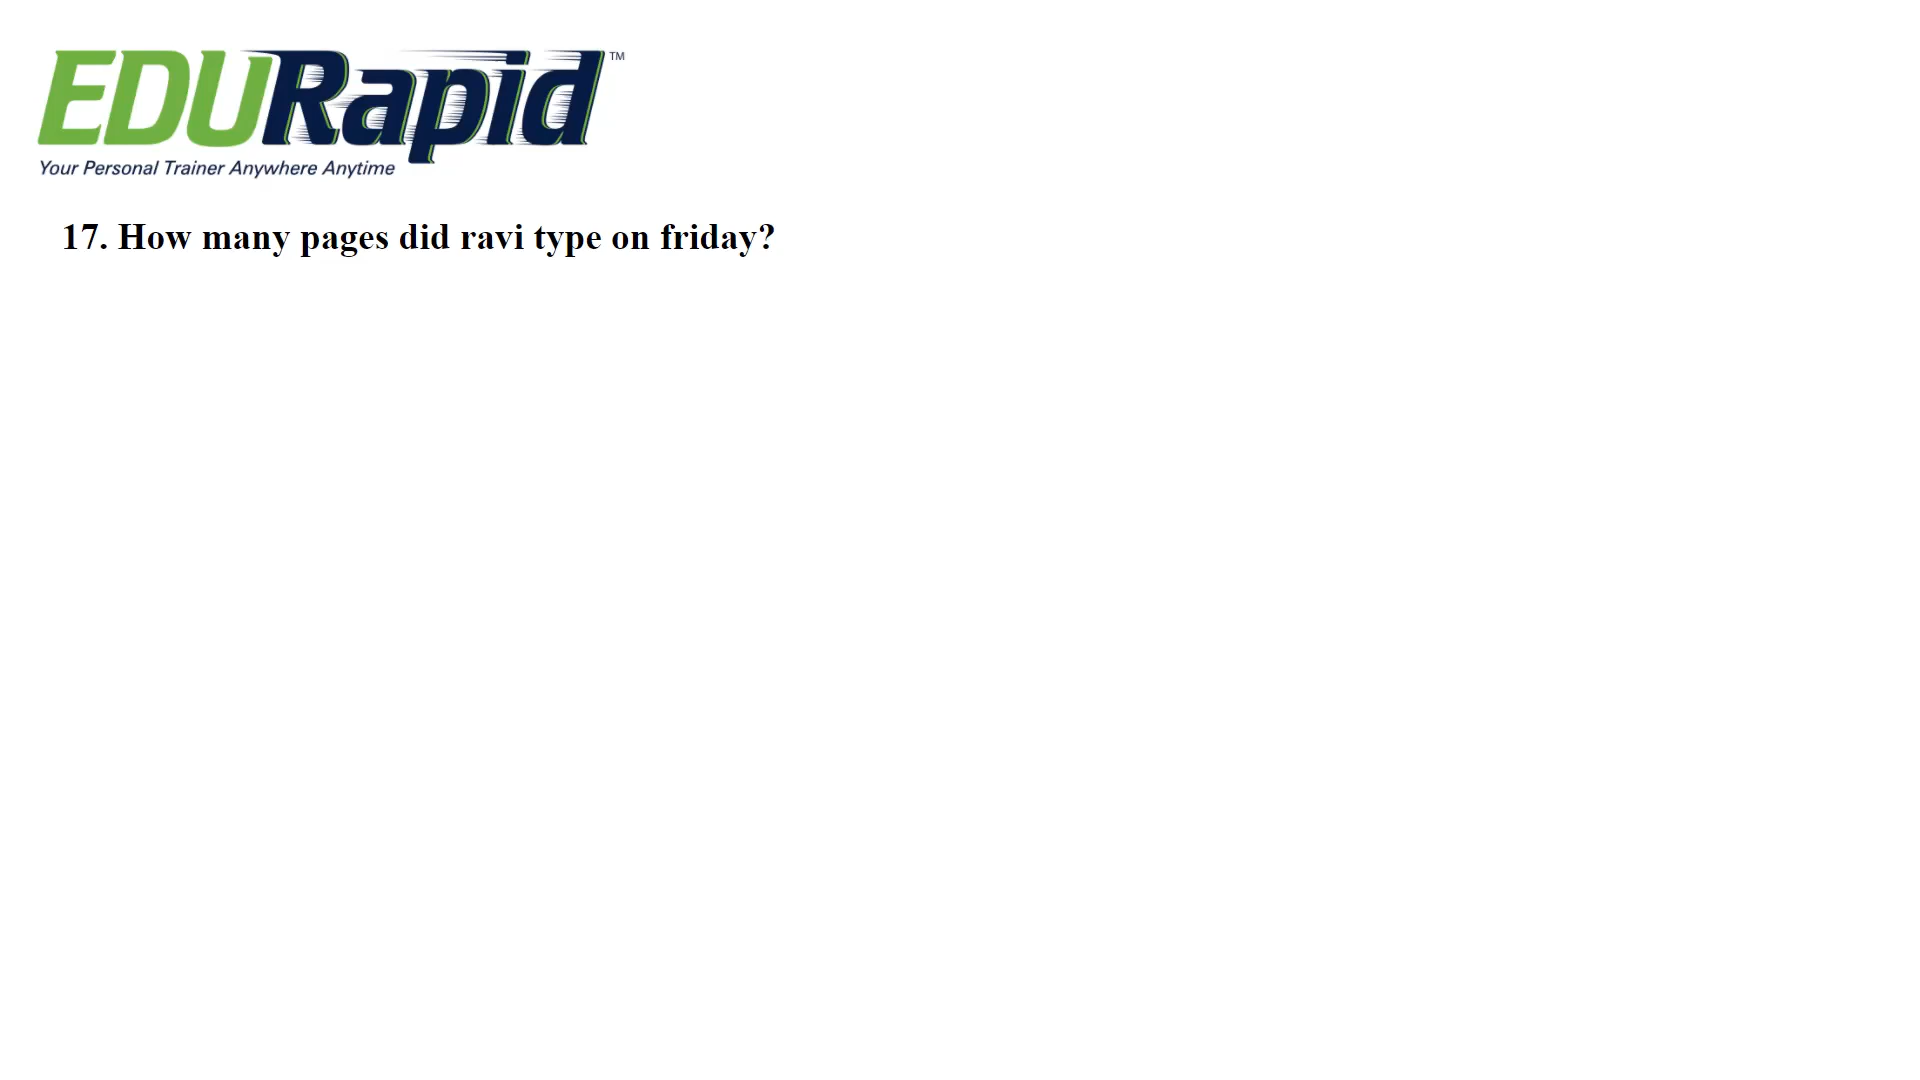 EDURapid™
Your Personal Trainer Anywhere Anytime
17. How many pages did ravi type on friday?